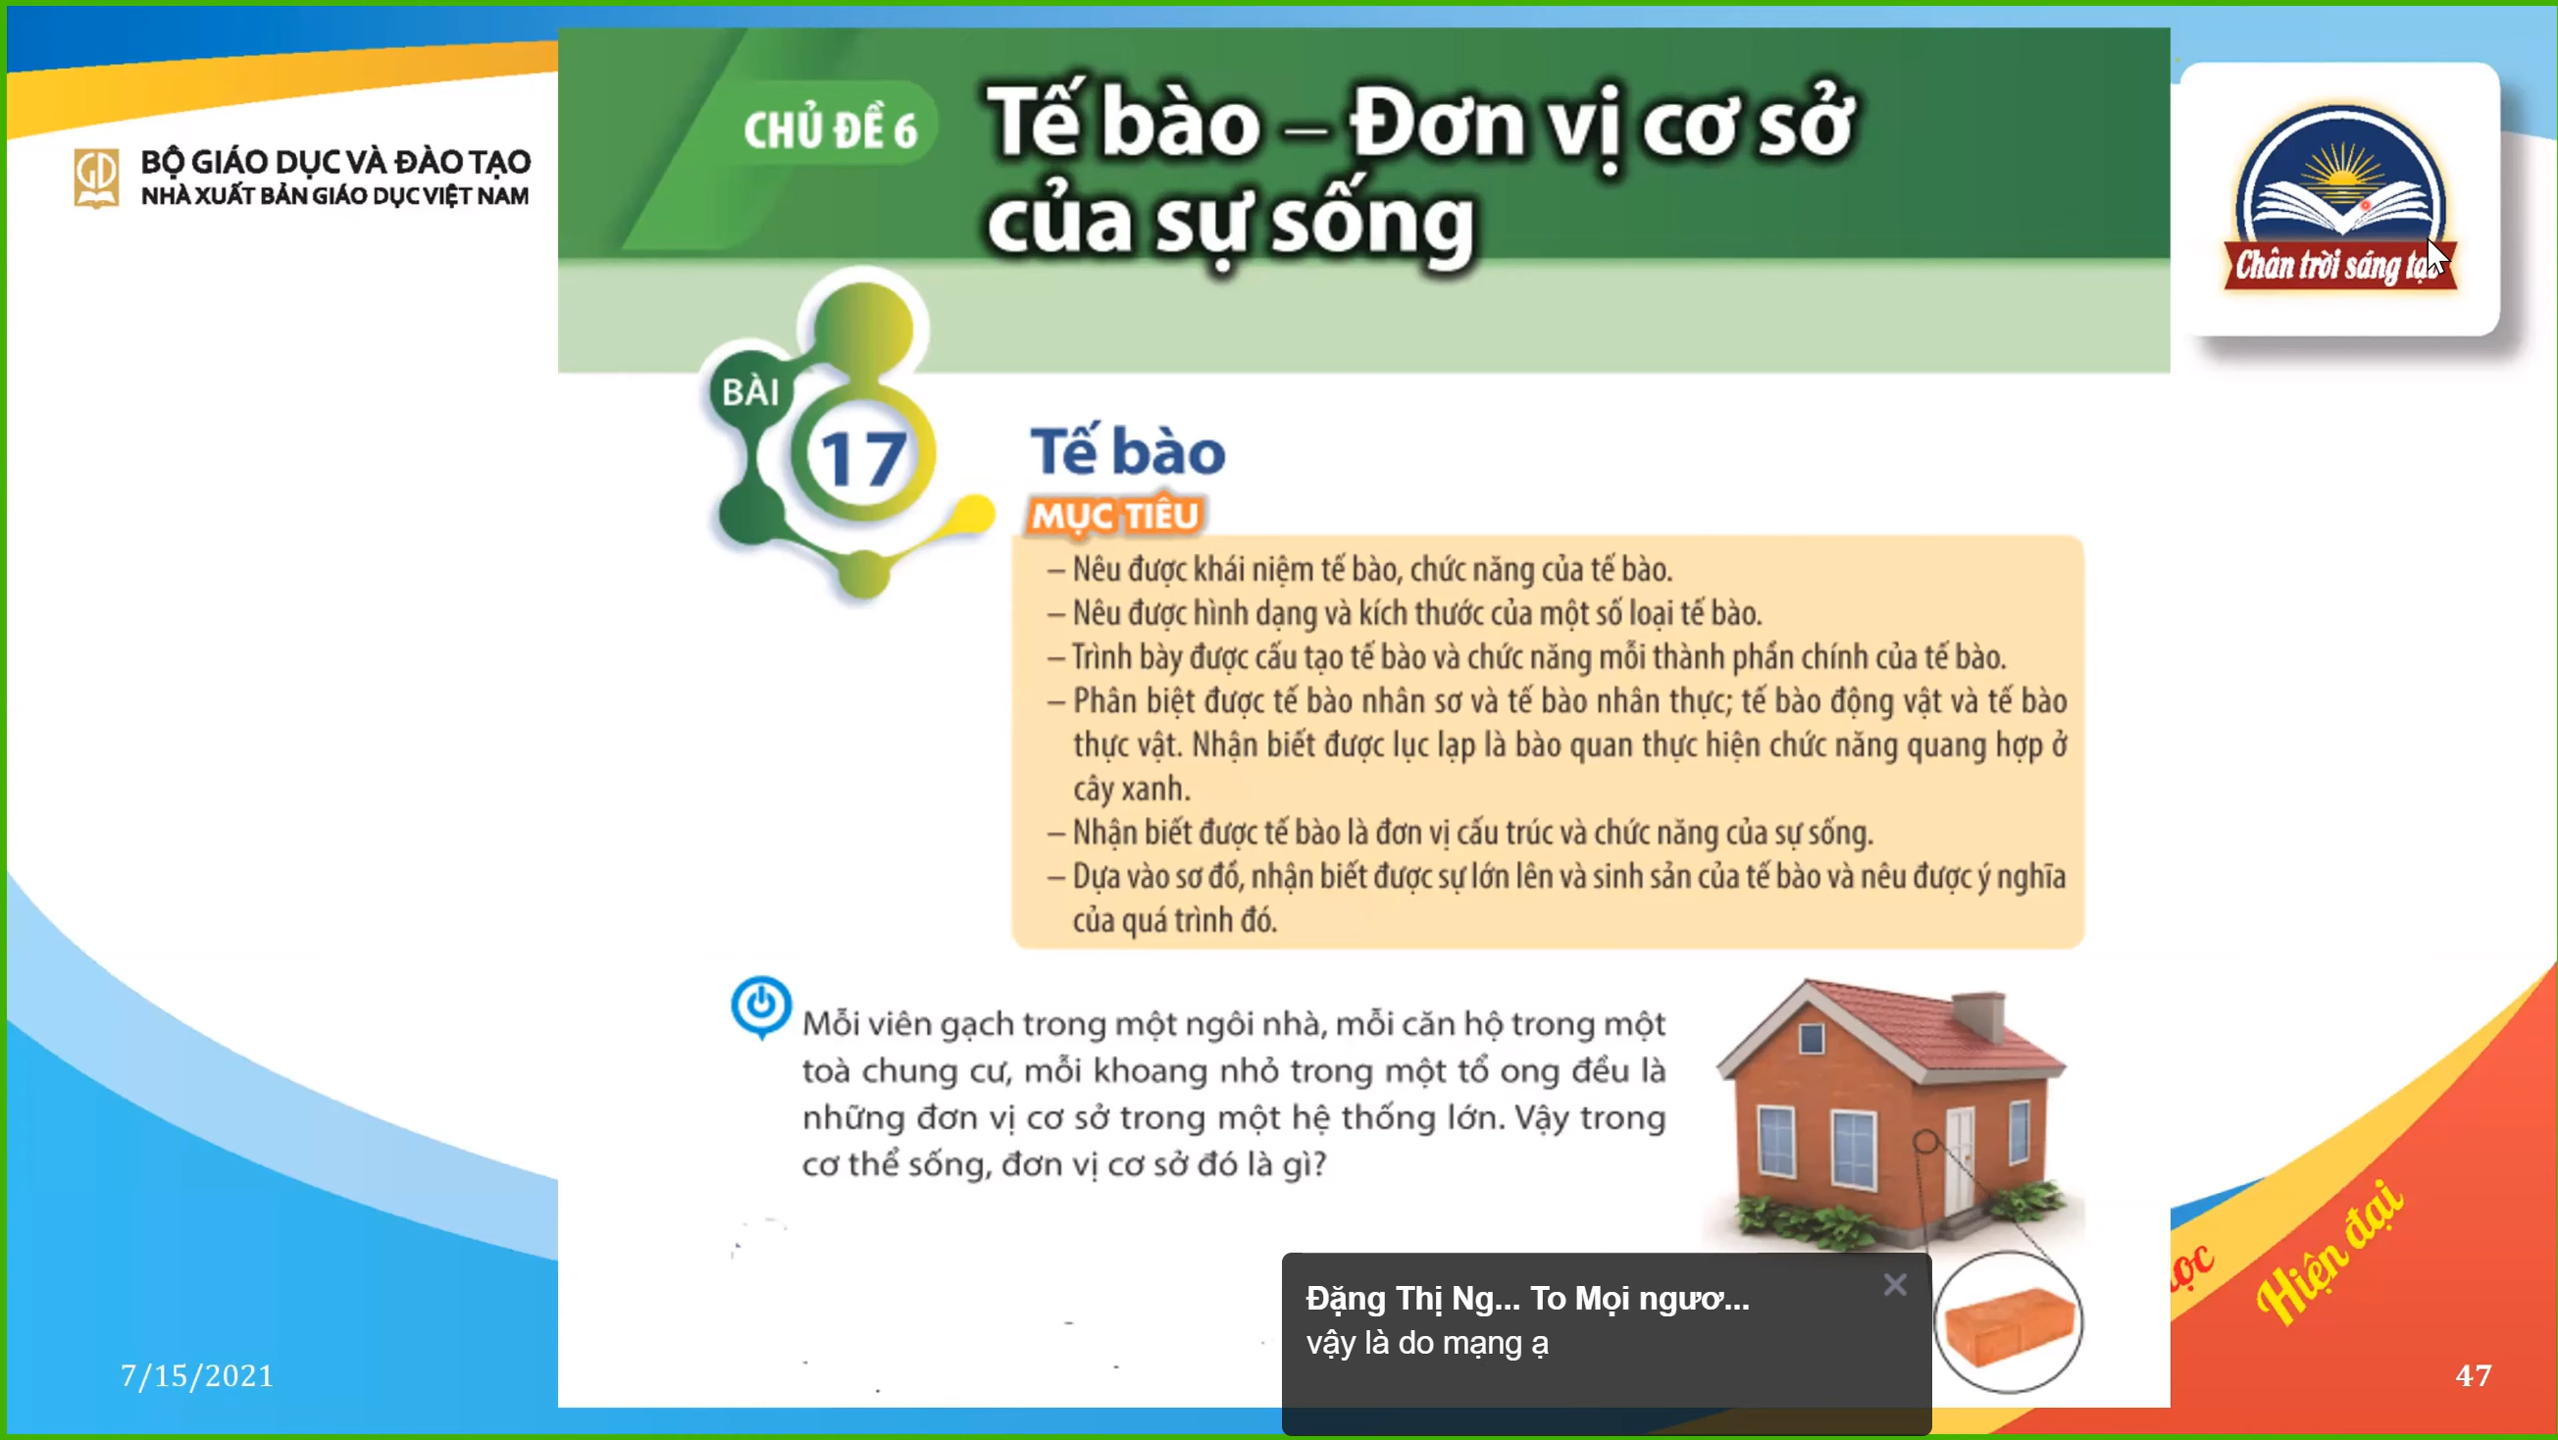 BỘ GIÁO DỤC VÀ ĐÀO TẠO
NHÀ XUẤT BẢN GIÁO DỤC VIỆT NAM
CHỦ ĐỀ 6
Tế bào – Đơn vị cơ sở
của sự sống
Chân trời sáng tạo
BÀI
17
Tế bào
MỤC TIÊU
– Nêu được khái niệm tế bào, chức năng của tế bào.
– Nêu được hình dạng và kích thước của một số loại tế bào.
– Trình bày được cấu tạo tế bào và chức năng mỗi thành phần chính của tế bào.
– Phân biệt được tế bào nhân sơ và tế bào nhân thực; tế bào động vật và tế bào
thực vật. Nhận biết được lục lạp là bào quan thực hiện chức năng quang hợp ở
cây xanh.
– Nhận biết được tế bào là đơn vị cấu trúc và chức năng của sự sống.
– Dựa vào sơ đồ, nhận biết được sự lớn lên và sinh sản của tế bào và nêu được ý nghĩa
của quá trình đó.
Mỗi viên gạch trong một ngôi nhà, mỗi căn hộ trong một
toà chung cư, mỗi khoang nhỏ trong một tổ ong đều là
những đơn vị cơ sở trong một hệ thống lớn. Vậy trong
cơ thể sống, đơn vị cơ sở đó là gì?
Đặng Thị Ng... To Mọi ngươ...
vậy là do mạng ạ
Hiện đại
7/15/2021
47